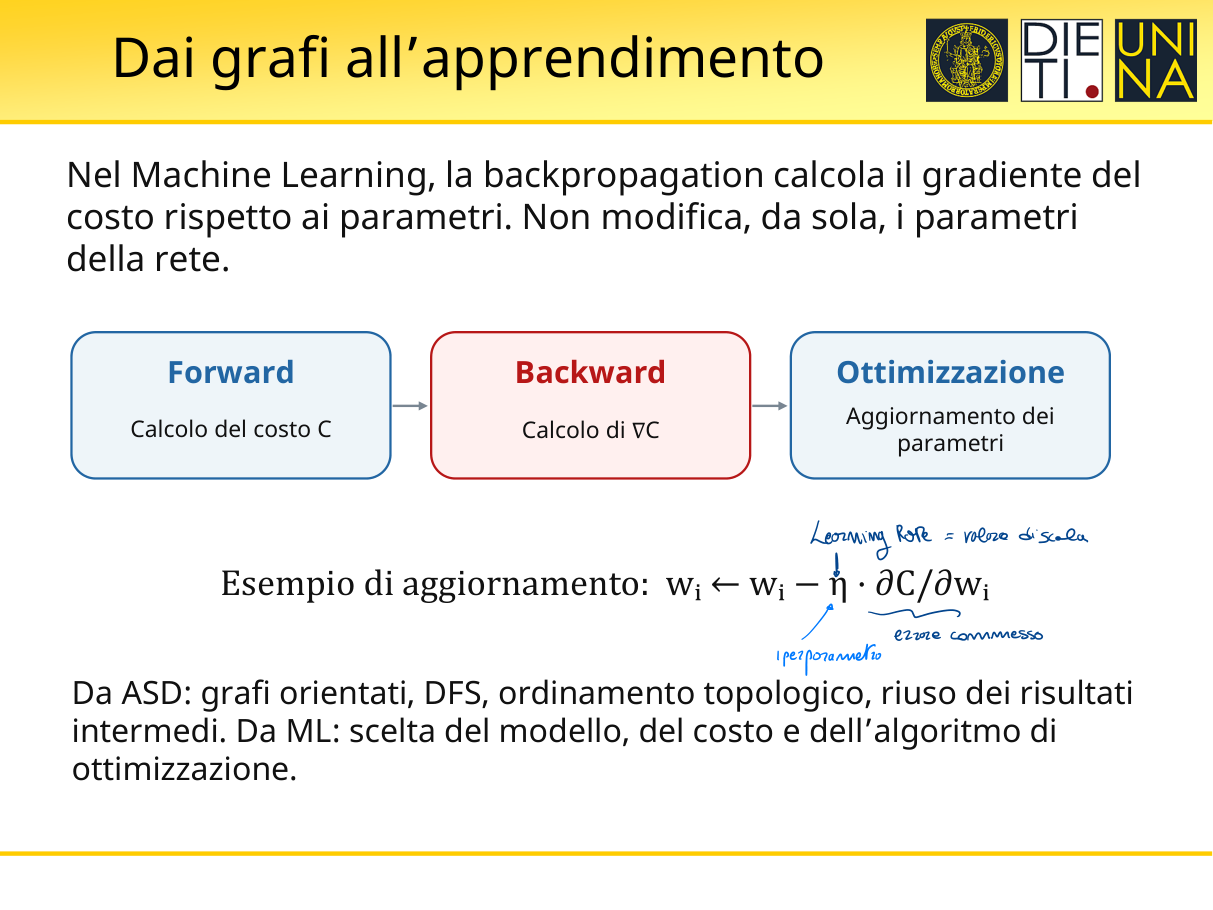 Dai grafi all’apprendimento
DIE
TI.
UNI
NA
Nel Machine Learning, la backpropagation calcola il gradiente del
costo rispetto ai parametri. Non modifica, da sola, i parametri
della rete.
Forward
Calcolo del costo C
Backward
Calcolo di ∇C
Ottimizzazione
Aggiornamento dei
parametri
Learning Rate = valore di scala
Esempio di aggiornamento: wᵢ ← wᵢ − η · ∂C/∂wᵢ
errore commesso
iperparametro
Da ASD: grafi orientati, DFS, ordinamento topologico, riuso dei risultati
intermedi. Da ML: scelta del modello, del costo e dell’algoritmo di
ottimizzazione.